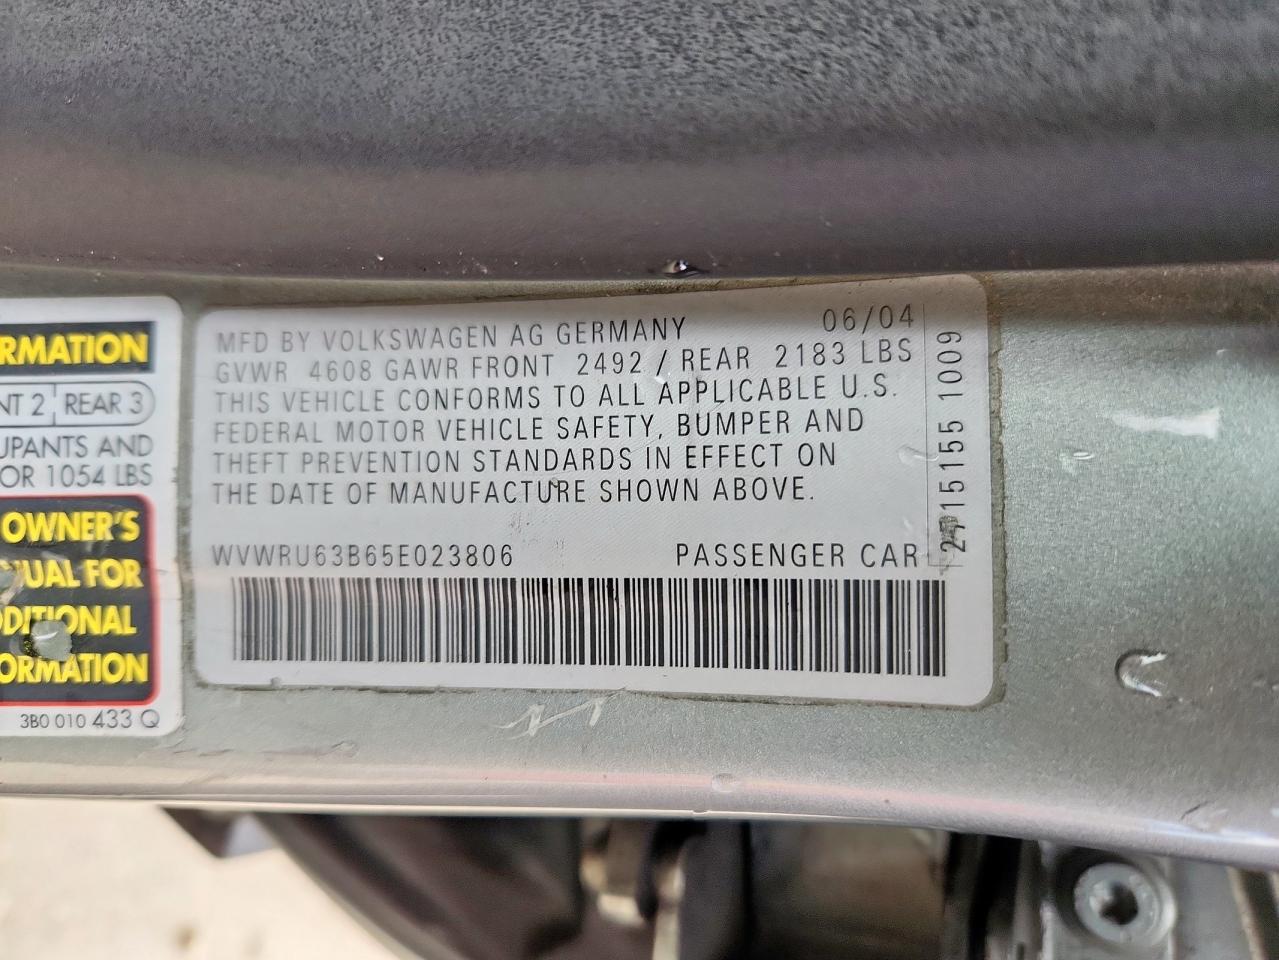 RMATION
NT 2 REAR 3
UPANTS AND
OR 1054 LBS
OWNER'S
UAL FOR
DDITIONAL
ORMATION
3B0 010 433 Q
MFD BY VOLKSWAGEN AG GERMANY 06/04
GVWR 4608 GAWR FRONT 2492 / REAR 2183 LBS
THIS VEHICLE CONFORMS TO ALL APPLICABLE U.S.
FEDERAL MOTOR VEHICLE SAFETY, BUMPER AND
THEFT PREVENTION STANDARDS IN EFFECT ON
THE DATE OF MANUFACTURE SHOWN ABOVE.
WVWRU63B65E023806 PASSENGER CAR
15155 1009